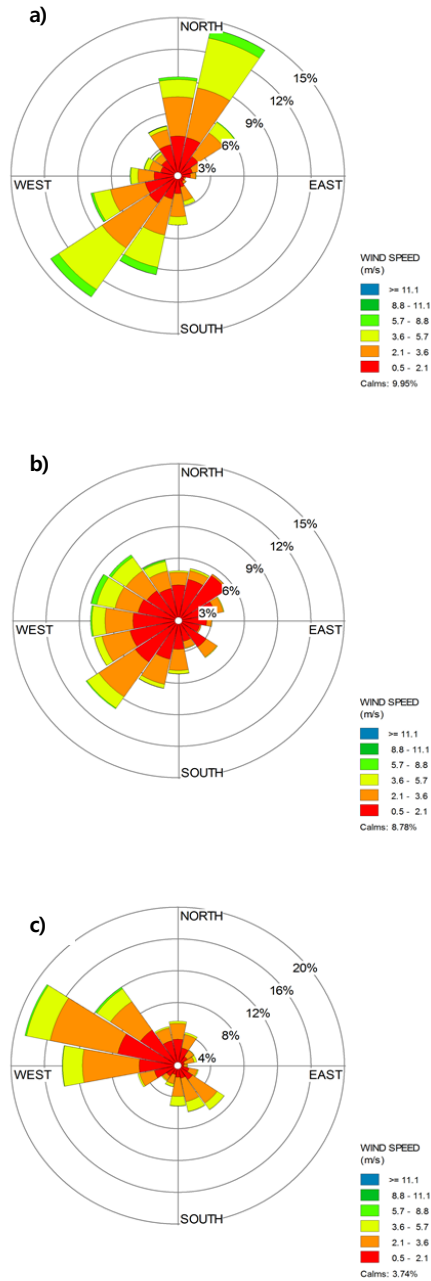 a)
NORTH
15%
12%
9%
6%
3%
WEST
EAST
SOUTH
WIND SPEED
(m/s)
>= 11.1
8.8 - 11.1
5.7 - 8.8
3.6 - 5.7
2.1 - 3.6
0.5 - 2.1
Calms: 9.95%
b)
NORTH
15%
12%
9%
6%
3%
WEST
EAST
SOUTH
WIND SPEED
(m/s)
>= 11.1
8.8 - 11.1
5.7 - 8.8
3.6 - 5.7
2.1 - 3.6
0.5 - 2.1
Calms: 8.78%
c)
NORTH
20%
16%
12%
8%
4%
WEST
EAST
SOUTH
WIND SPEED
(m/s)
>= 11.1
8.8 - 11.1
5.7 - 8.8
3.6 - 5.7
2.1 - 3.6
0.5 - 2.1
Calms: 3.74%